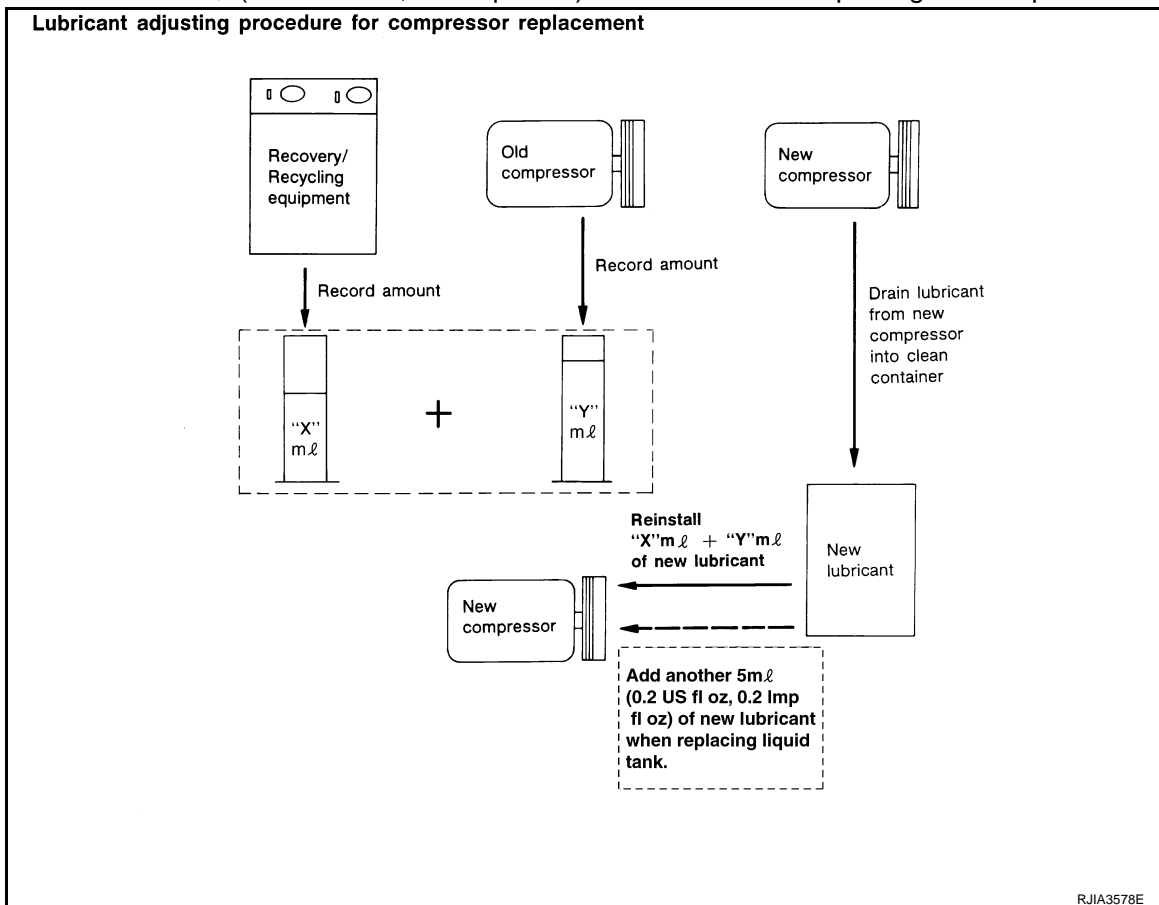 Lubricant adjusting procedure for compressor replacement
Recovery/
Recycling
equipment
Old
compressor
New
compressor
Record amount
Record amount
Drain lubricant
from new
compressor
into clean
container
"X"
mℓ
+
"Y"
mℓ
Reinstall
"X"mℓ + "Y"mℓ
of new lubricant
New
lubricant
New
compressor
Add another 5mℓ
(0.2 US fl oz, 0.2 Imp
fl oz) of new lubricant
when replacing liquid
tank.
RJIA3578E